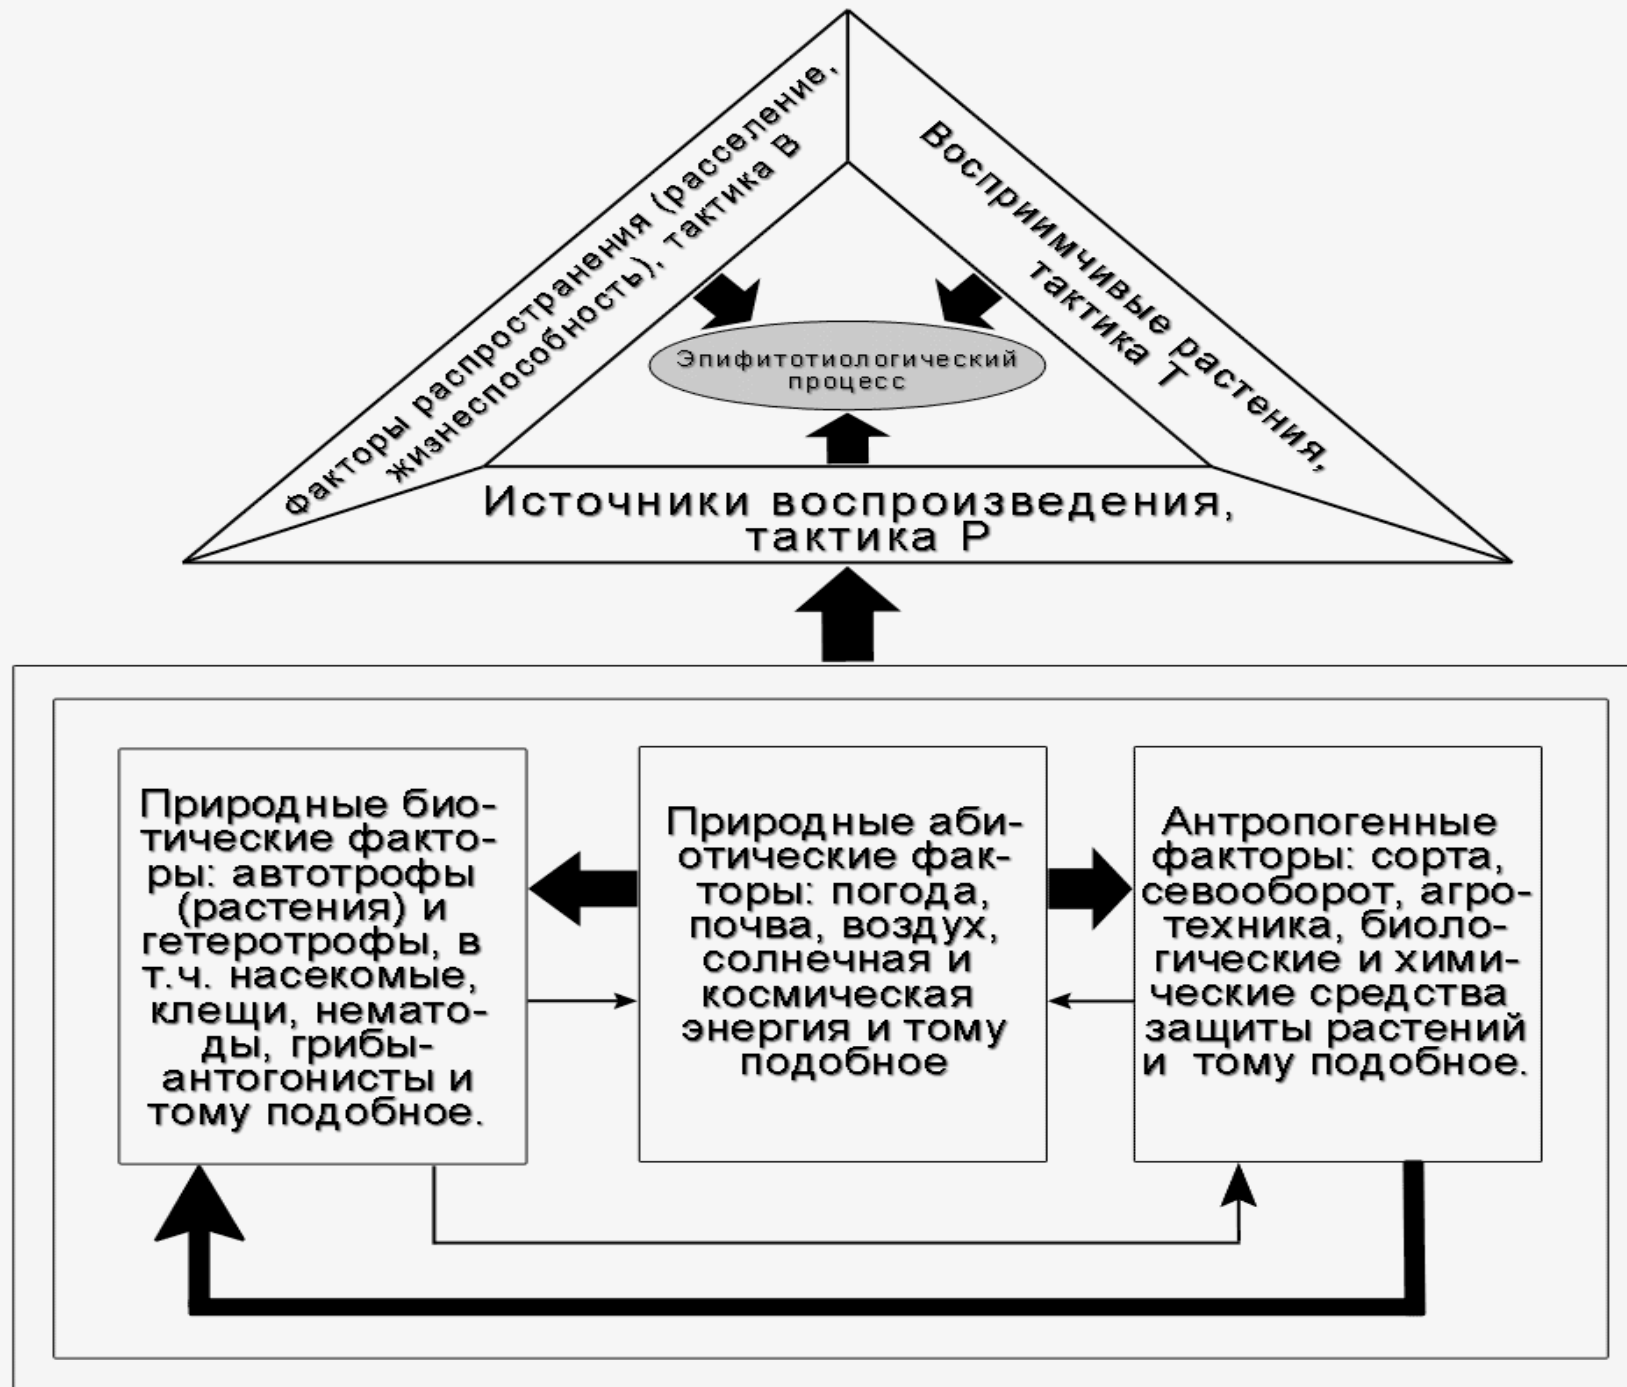 Факторы распространения (расселение,
жизнеспособность), тактика В
Восприимчивые растения,
тактика Т
Эпифитотиологический
процесс
Источники воспроизведения,
тактика Р
Природные био-
тические факто-
ры: автотрофы
(растения) и
гетеротрофы, в
т.ч. насекомые,
клещи, немато-
ды, грибы-
антогонисты и
тому подобное.
Природные аби-
отические фак-
торы: погода,
почва, воздух,
солнечная и
космическая
энергия и тому
подобное
Антропогенные
факторы: сорта,
севооборот, агро-
техника, биоло-
гические и хими-
ческие средства
защиты растений
и тому подобное.